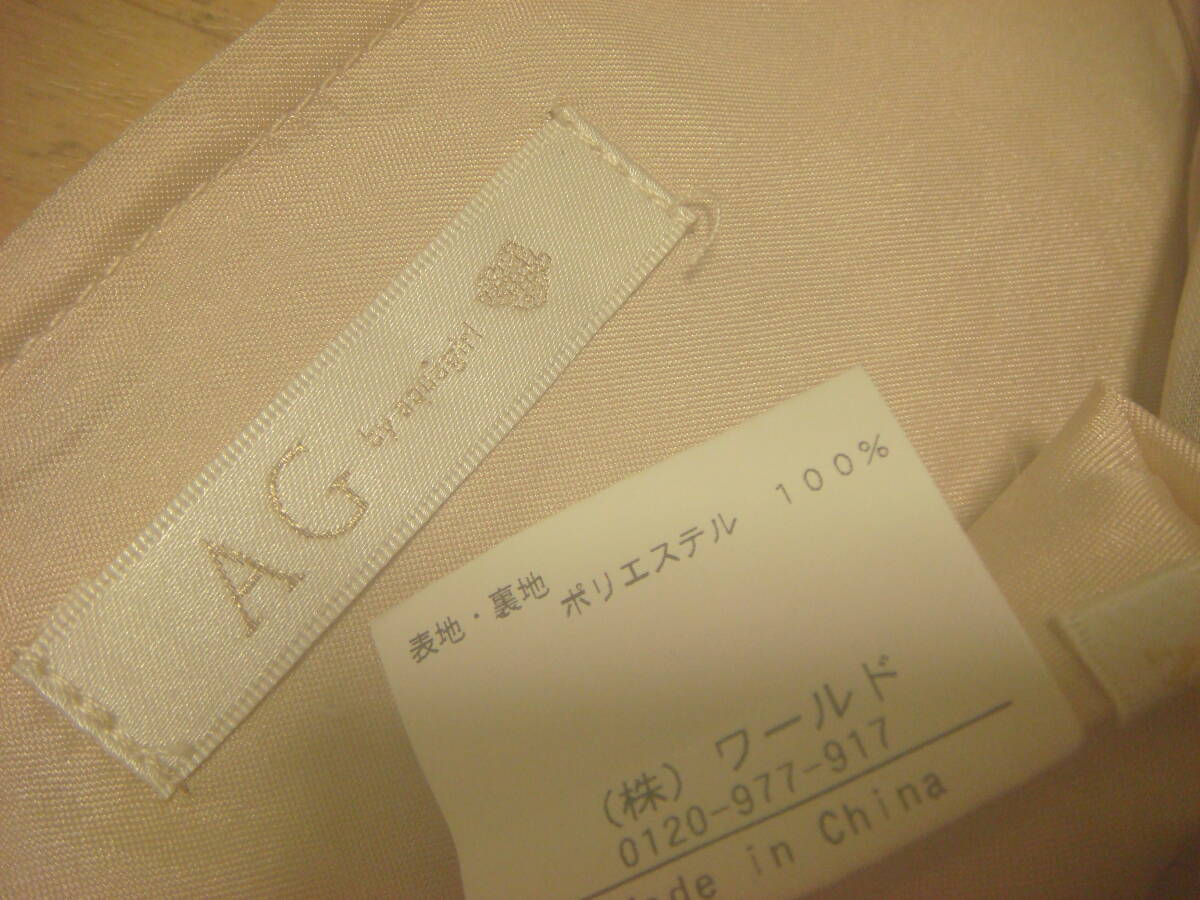 AG
by aquagirl
表地・裏地
ポリエステル 100%
(株) ワールド
0120-977-917
Made in China